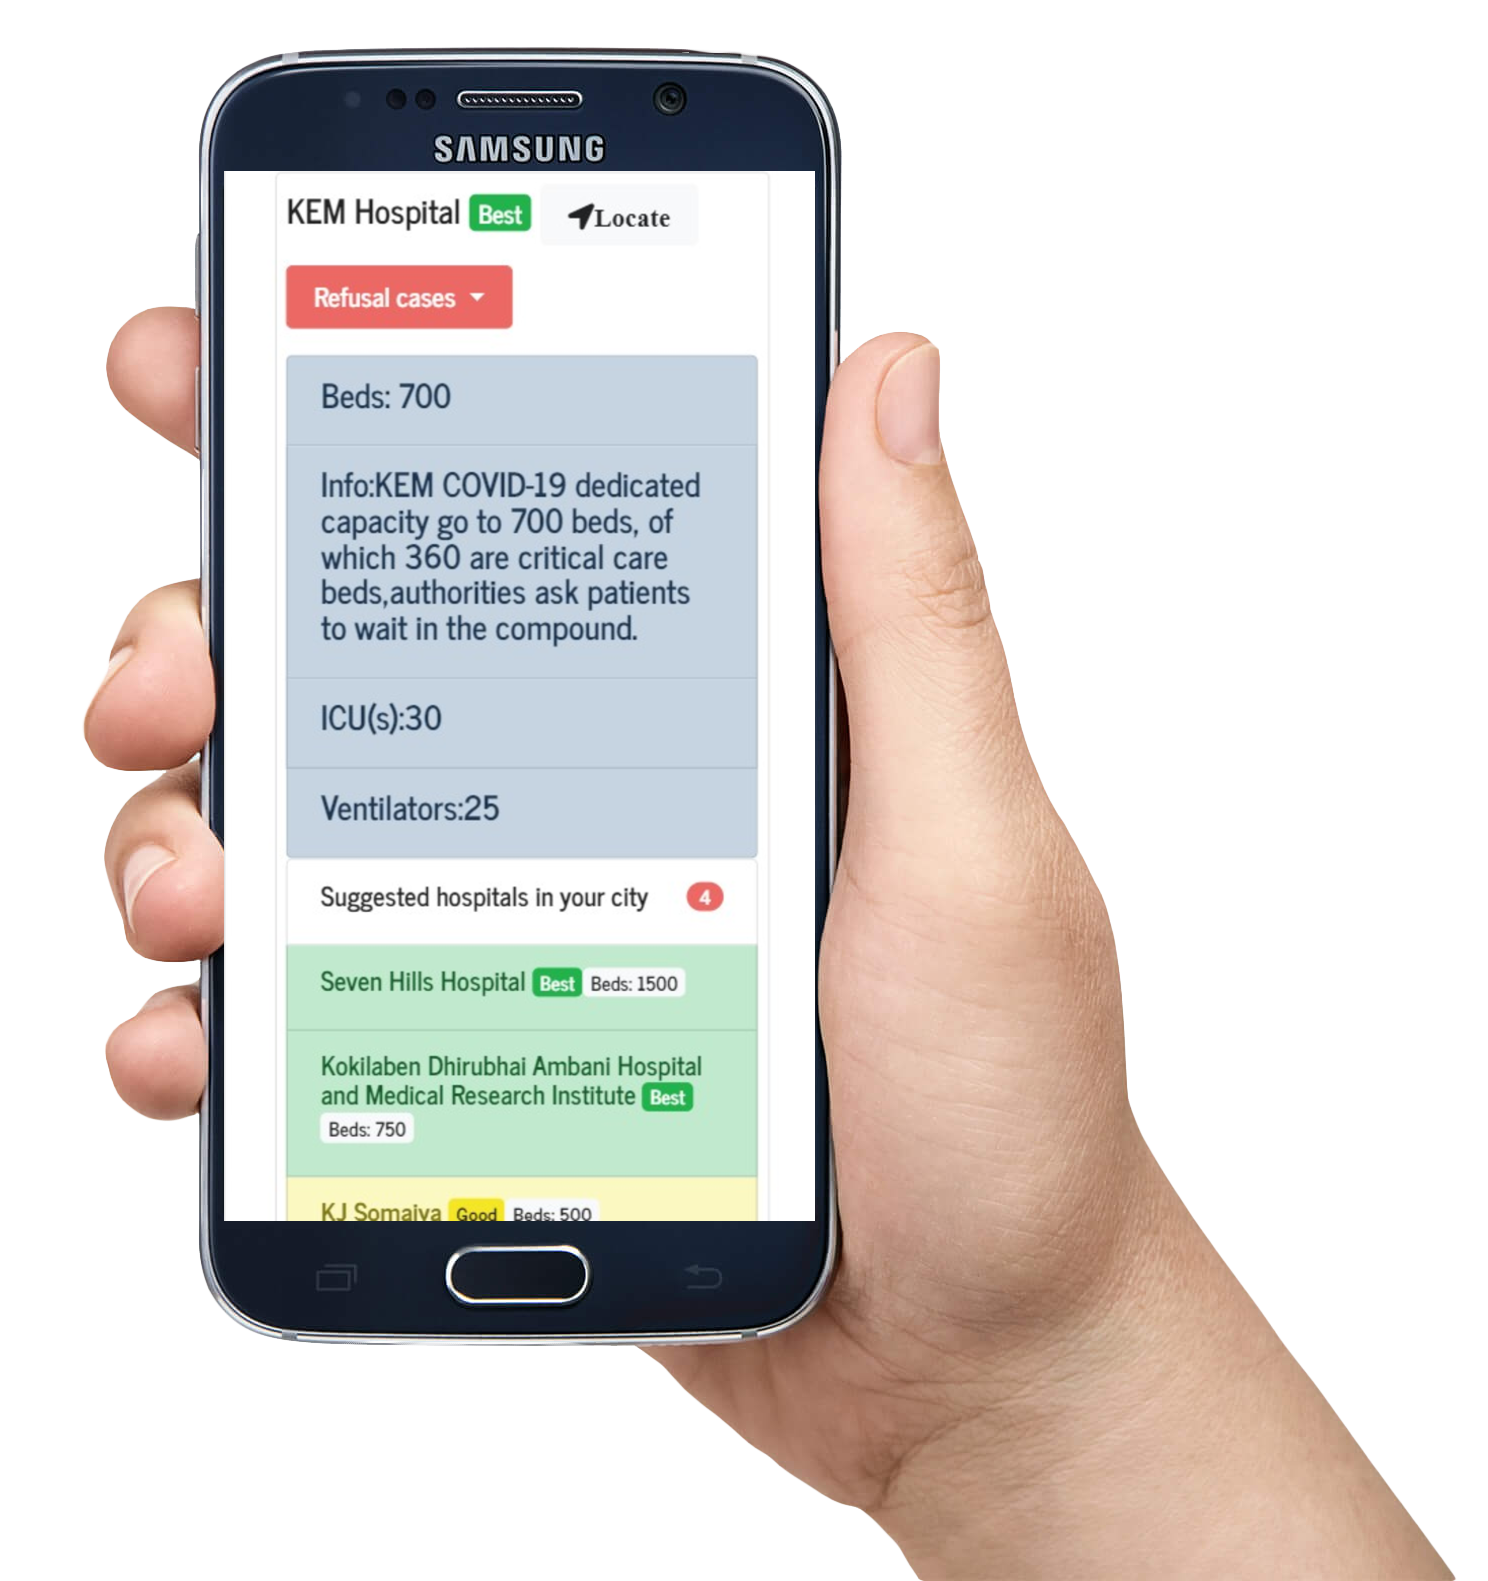 SAMSUNG
KEM Hospital Best Locate
Refusal cases
Beds: 700
Info:KEM COVID-19 dedicated
capacity go to 700 beds, of
which 360 are critical care
beds,authorities ask patients
to wait in the compound.
ICU(s):30
Ventilators:25
Suggested hospitals in your city 4
Seven Hills Hospital Best Beds: 1500
Kokilaben Dhirubhai Ambani Hospital
and Medical Research Institute Best
Beds: 750
KJ Somaiya Good Beds: 500